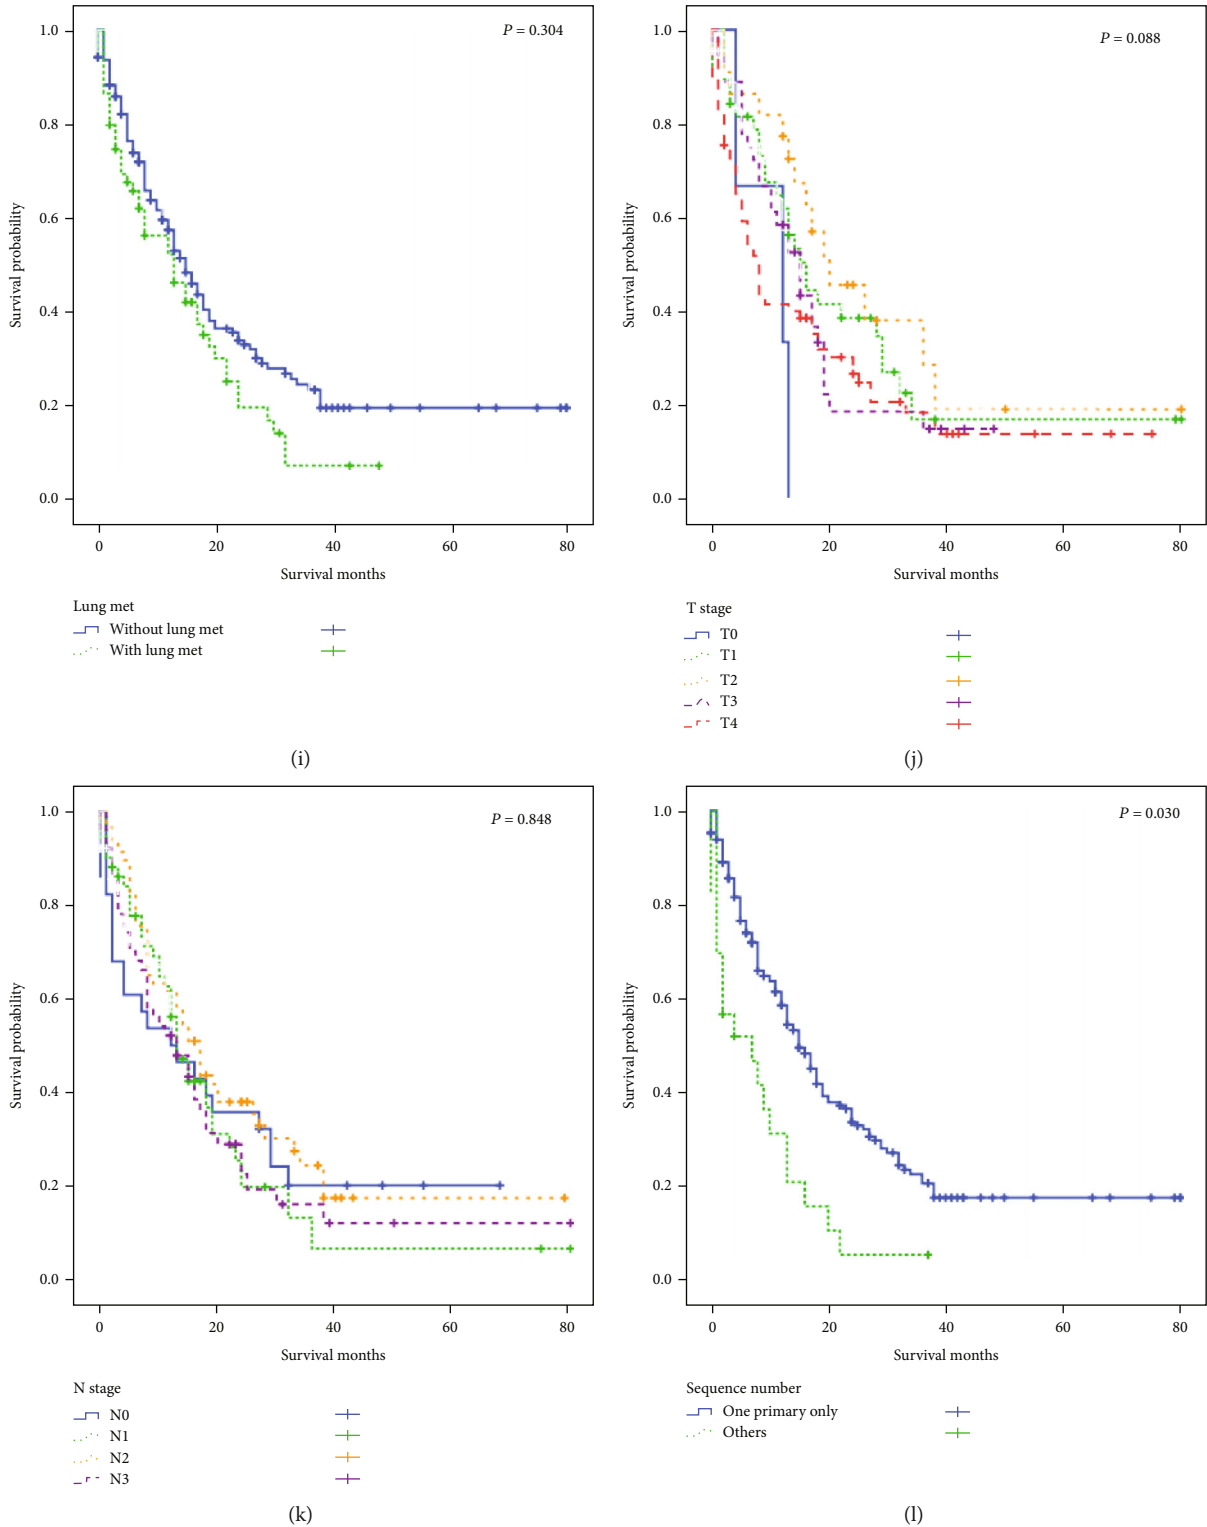 P = 0.304
1.0
0.8
0.6
0.4
0.2
0.0
Survival probability
0 20 40 60 80
Survival months
Lung met
Without lung met
With lung met
(i)
P = 0.088
1.0
0.8
0.6
0.4
0.2
0.0
Survival probability
0 20 40 60 80
Survival months
T stage
T0
T1
T2
T3
T4
(j)
P = 0.848
1.0
0.8
0.6
0.4
0.2
0.0
Survival probability
0 20 40 60 80
Survival months
N stage
N0
N1
N2
N3
(k)
P = 0.030
1.0
0.8
0.6
0.4
0.2
0.0
Survival probability
0 20 40 60 80
Survival months
Sequence number
One primary only
Others
(l)